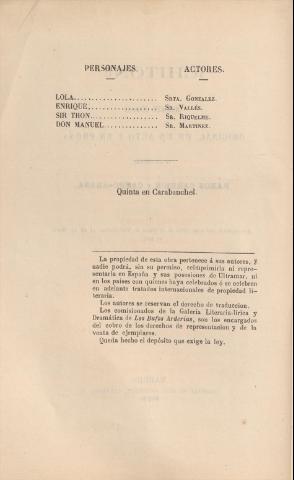 PERSONAJES. ACTORES.
LOLA..................... SRTA. GONZALEZ.
ENRIQUE.................. SR. VALLÉS.
SIR THON................. SR. RIQUELME.
DON MANUEL............... SR. MARTINEZ.
Quinta en Carabanchel.
La propiedad de esta obra pertenece á sus autores, y
nadie podrá, sin su permiso, reimprimirla ni repre-
sentarla en España y sus posesiones de Ultramar, ni
en los países con quienes haya celebrados ó se celebren
en adelante tratados internacionales de propiedad li-
teraria.
Los autores se reservan el derecho de traduccion.
Los comisionados de la Galería Literario-lírica y
Dramática de Los Bufos Arderius, son los encargados
del cobro de los derechos de representacion y de la
venta de ejemplares.
Queda hecho el depósito que exige la ley.